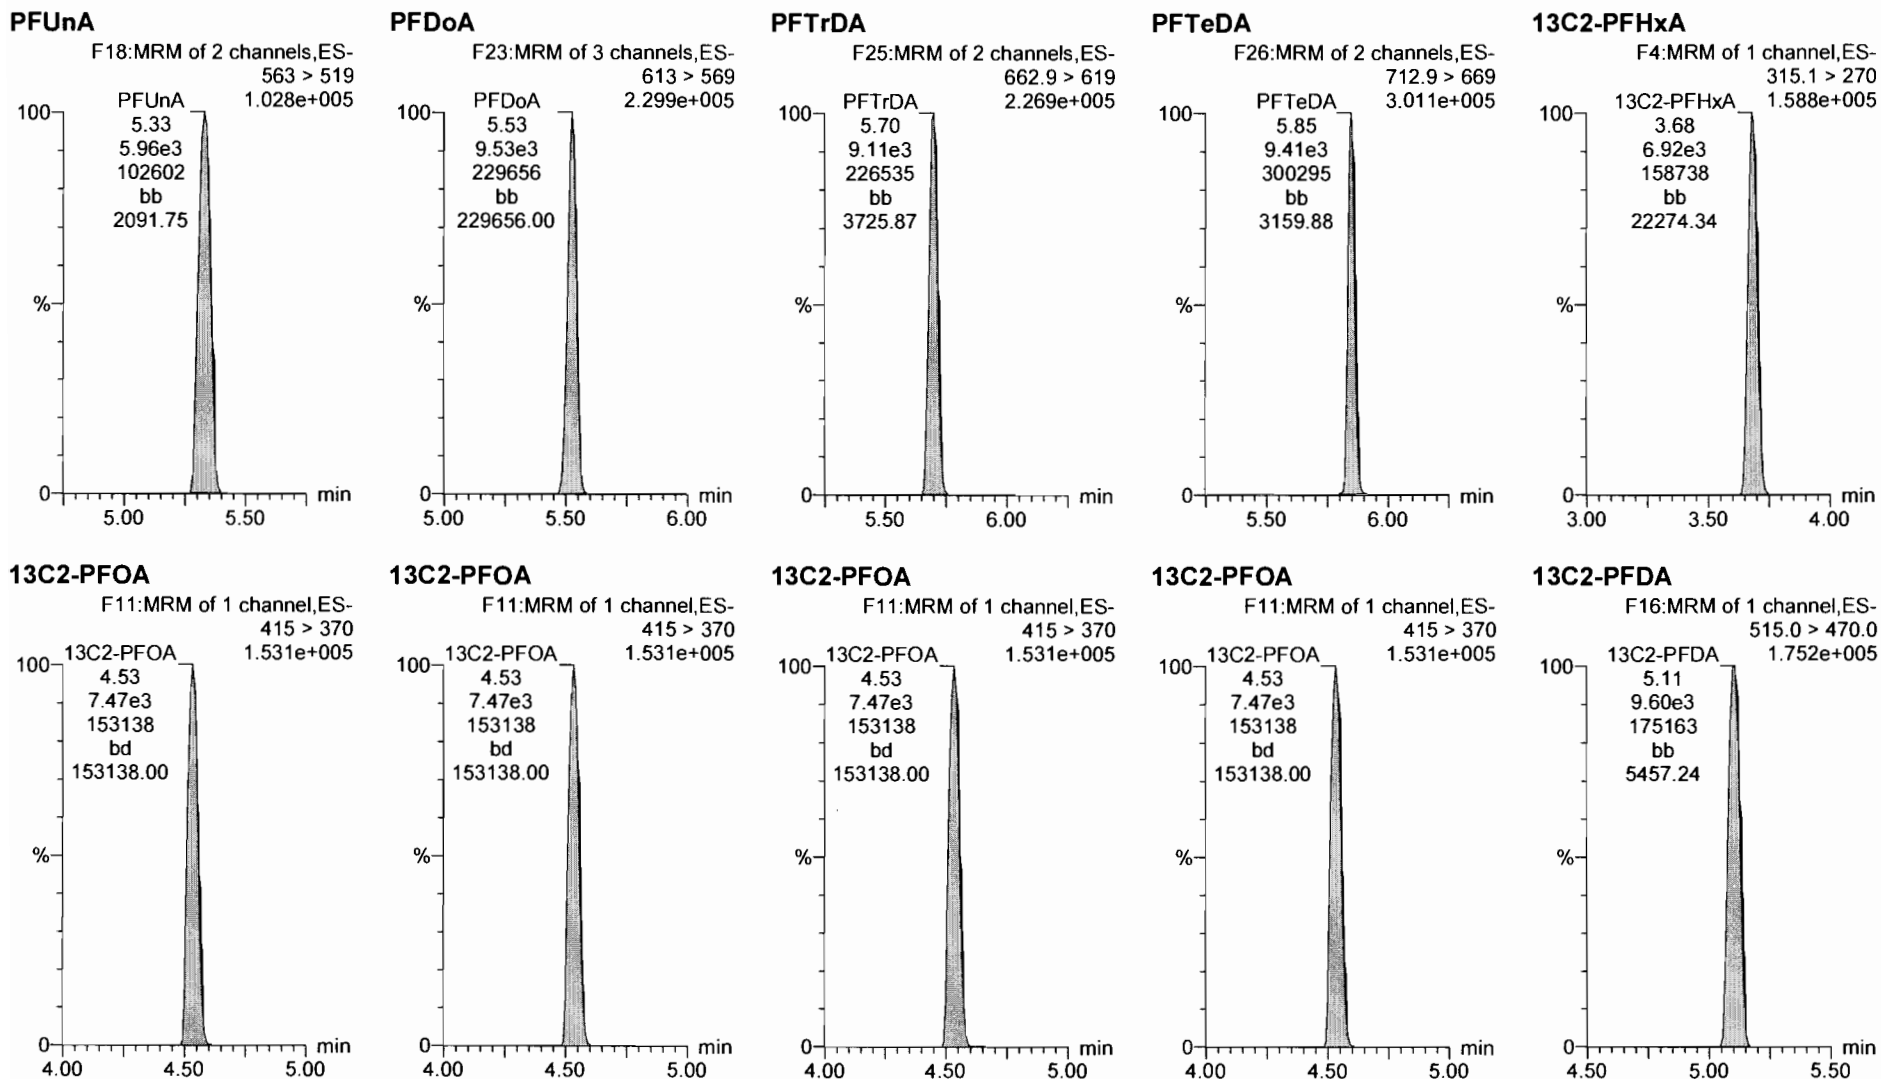 PFUnA
F18:MRM of 2 channels,ES-
563 > 519
1.028e+005
PFUnA
5.33
5.96e3
102602
bb
2091.75
100
%
0
min
5.00 5.50
PFDoA
F23:MRM of 3 channels,ES-
613 > 569
2.299e+005
PFDoA
5.53
9.53e3
229656
bb
229656.00
100
%
0
min
5.00 5.50 6.00
PFTrDA
F25:MRM of 2 channels,ES-
662.9 > 619
2.269e+005
PFTrDA
5.70
9.11e3
226535
bb
3725.87
100
%
0
min
5.50 6.00
PFTeDA
F26:MRM of 2 channels,ES-
712.9 > 669
3.011e+005
PFTeDA
5.85
9.41e3
300295
bb
3159.88
100
%
0
min
5.50 6.00
13C2-PFHxA
F4:MRM of 1 channel,ES-
315.1 > 270
1.588e+005
13C2-PFHxA
3.68
6.92e3
158738
bb
22274.34
100
%
0
min
3.00 3.50 4.00
13C2-PFOA
F11:MRM of 1 channel,ES-
415 > 370
1.531e+005
13C2-PFOA
4.53
7.47e3
153138
bd
153138.00
100
%
0
min
4.00 4.50 5.00
13C2-PFOA
F11:MRM of 1 channel,ES-
415 > 370
1.531e+005
13C2-PFOA
4.53
7.47e3
153138
bd
153138.00
100
%
0
min
4.00 4.50 5.00
13C2-PFOA
F11:MRM of 1 channel,ES-
415 > 370
1.531e+005
13C2-PFOA
4.53
7.47e3
153138
bd
153138.00
100
%
0
min
4.00 4.50 5.00
13C2-PFOA
F11:MRM of 1 channel,ES-
415 > 370
1.531e+005
13C2-PFOA
4.53
7.47e3
153138
bd
153138.00
100
%
0
min
4.00 4.50 5.00
13C2-PFDA
F16:MRM of 1 channel,ES-
515.0 > 470.0
1.752e+005
13C2-PFDA
5.11
9.60e3
175163
bb
5457.24
100
%
0
min
4.50 5.00 5.50